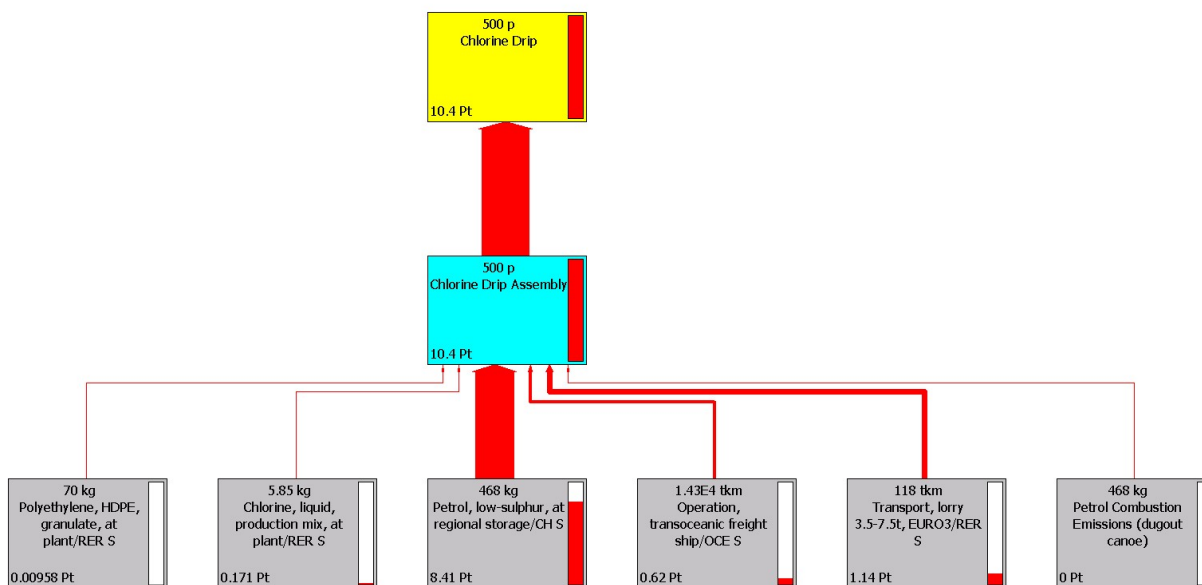 500 p
Chlorine Drip
10.4 Pt
500 p
Chlorine Drip Assembly
10.4 Pt
70 kg
Polyethylene, HDPE,
granulate, at
plant/RER S
0.00958 Pt
5.85 kg
Chlorine, liquid,
production mix, at
plant/RER S
0.171 Pt
468 kg
Petrol, low-sulphur, at
regional storage/CH S
8.41 Pt
1.43E4 tkm
Operation,
transoceanic freight
ship/OCE S
0.62 Pt
118 tkm
Transport, lorry
3.5-7.5t, EURO3/RER
S
1.14 Pt
468 kg
Petrol Combustion
Emissions (dugout
canoe)
0 Pt